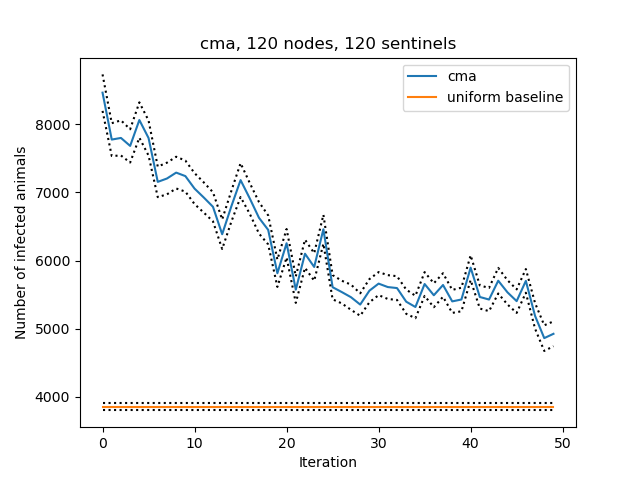 cma, 120 nodes, 120 sentinels
cma
uniform baseline
Number of infected animals
8000
7000
6000
5000
4000
0 10 20 30 40 50
Iteration